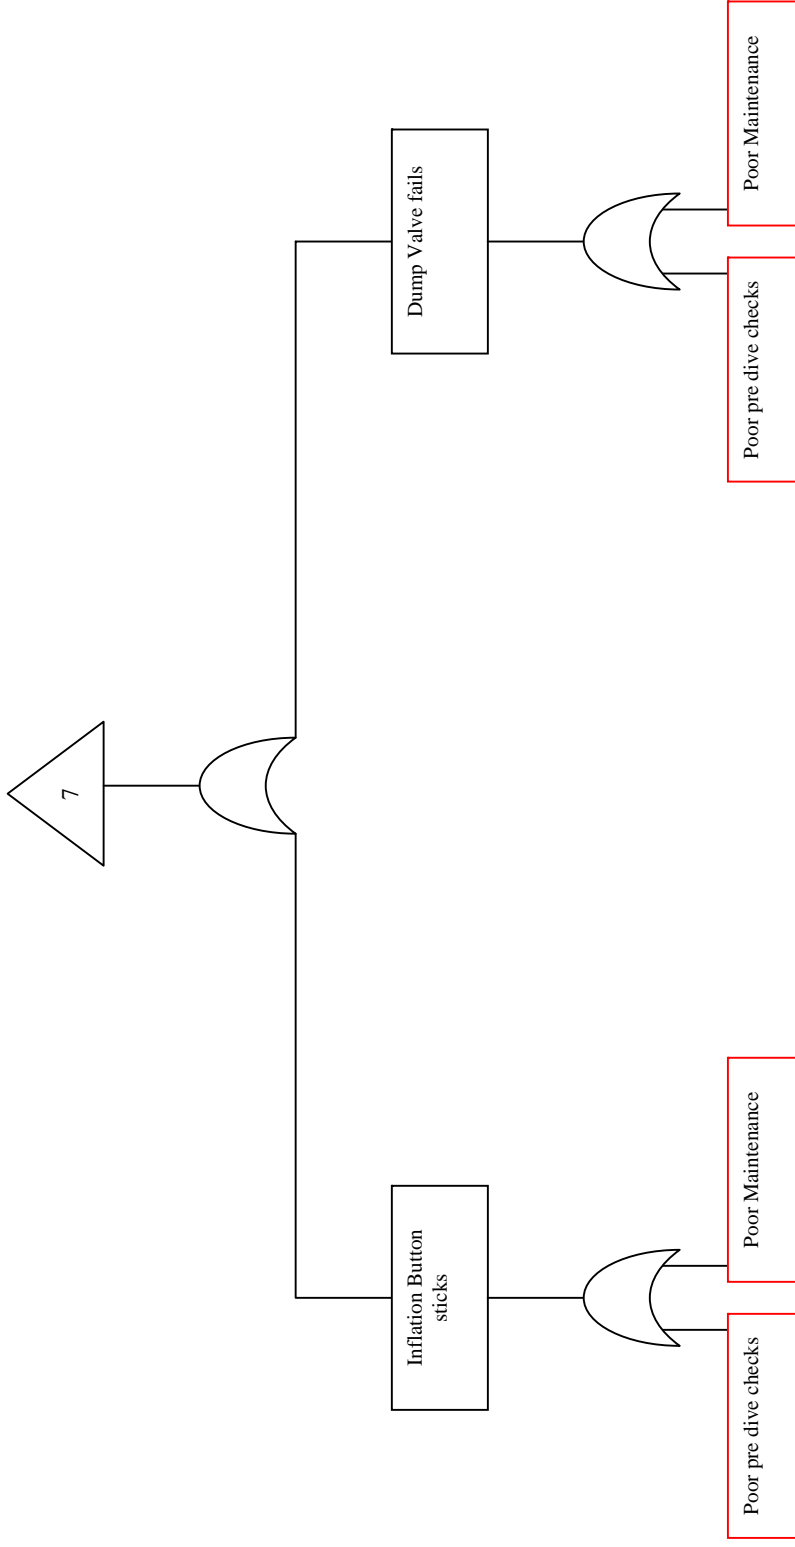 7
Inflation Button
sticks
Dump Valve fails
Poor pre dive checks
Poor Maintenance
Poor pre dive checks
Poor Maintenance